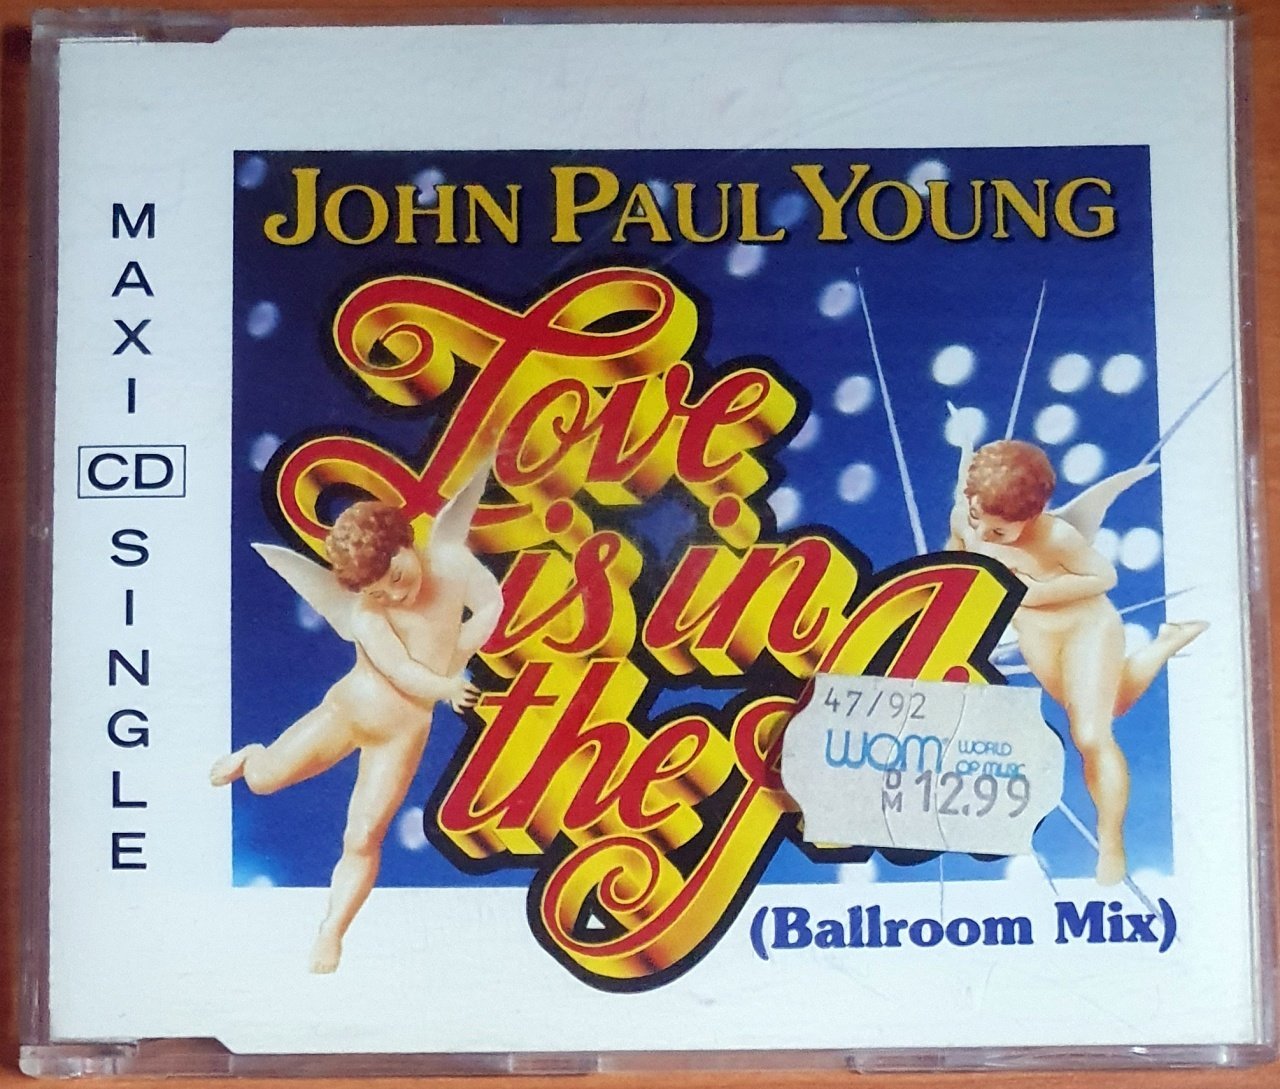 JOHN PAUL YOUNG
Love
is in
the
MAXI CD SINGLE
47/92
WOM WORLD
OF MUSIC
DM 12.99
(Ballroom Mix)